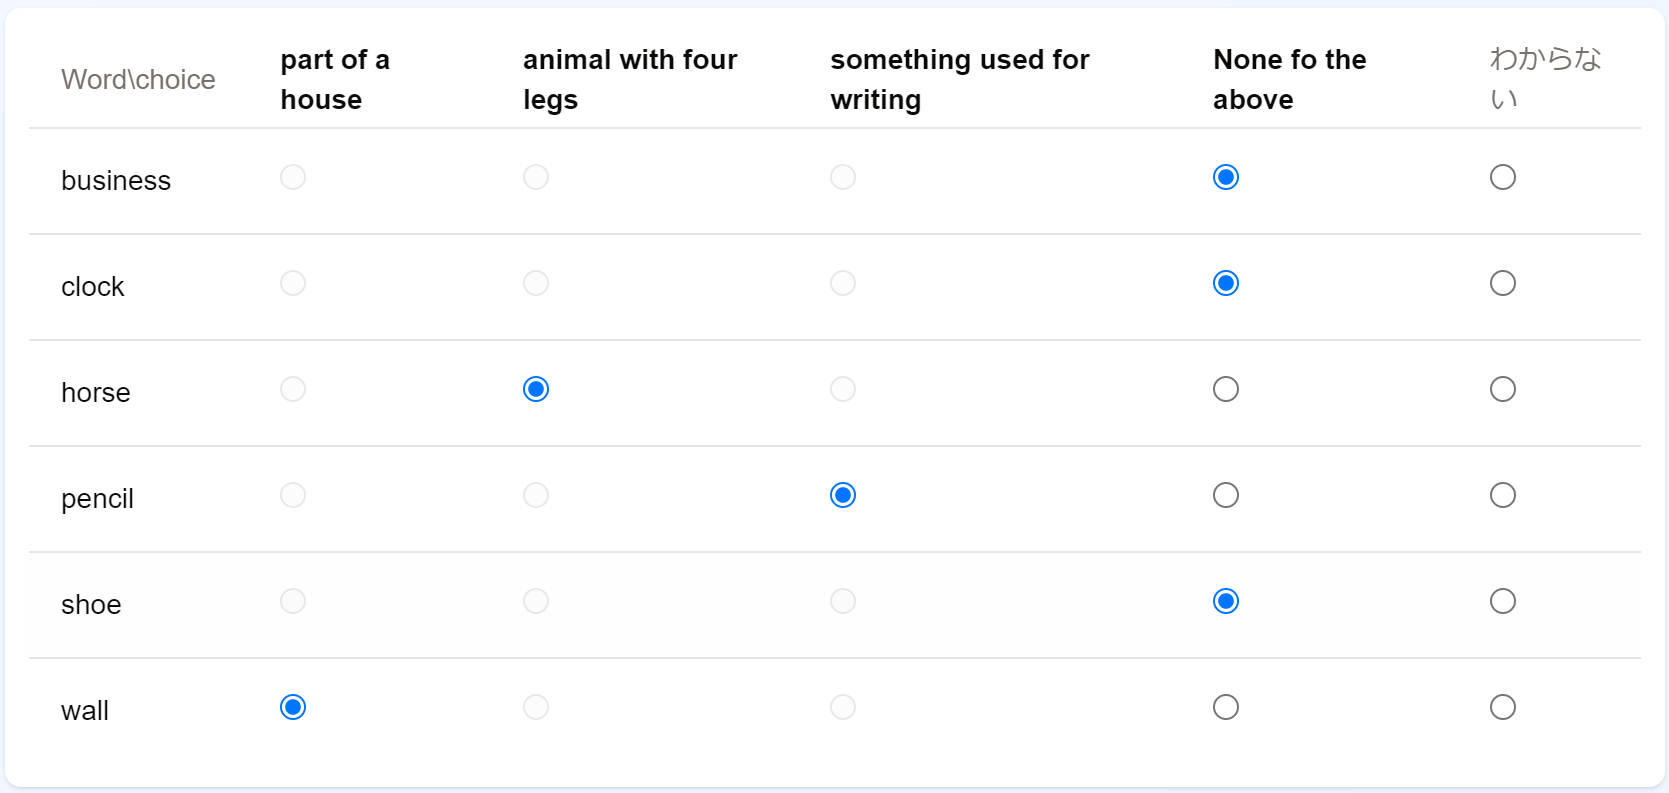 Word\choice
part of a
house
animal with four
legs
something used for
writing
None fo the
above
わからな
い
business
clock
horse
pencil
shoe
wall